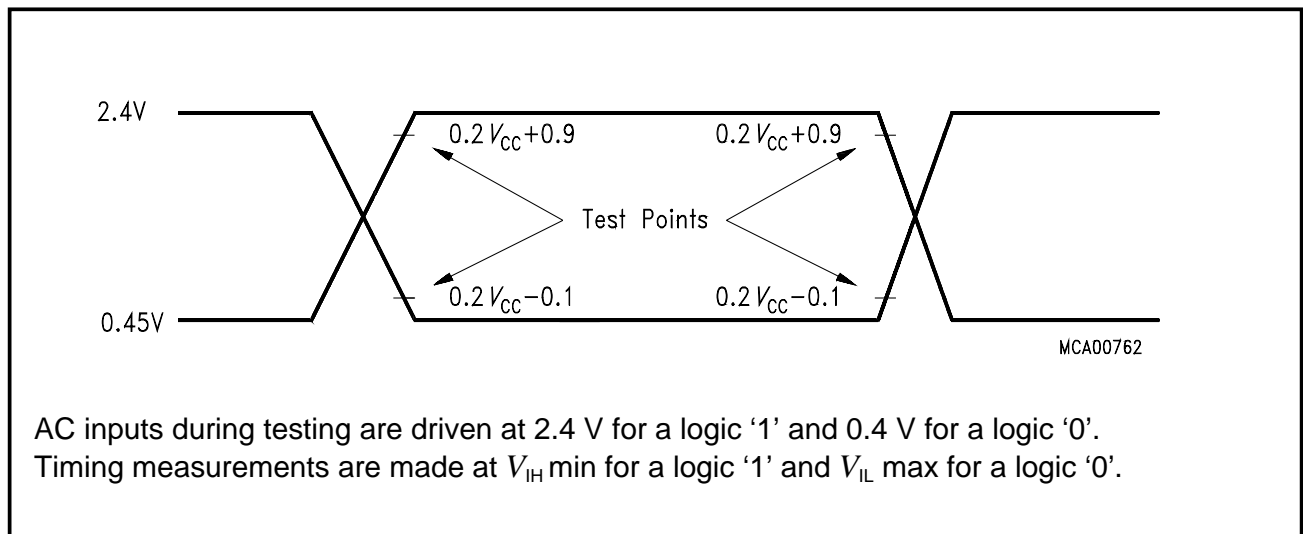 2.4V
0.2 VCC+0.9 0.2 VCC+0.9
Test Points
0.2 VCC−0.1 0.2 VCC−0.1
0.45V
MCA00762
AC inputs during testing are driven at 2.4 V for a logic ‘1’ and 0.4 V for a logic ‘0’.
Timing measurements are made at VIH min for a logic ‘1’ and VIL max for a logic ‘0’.